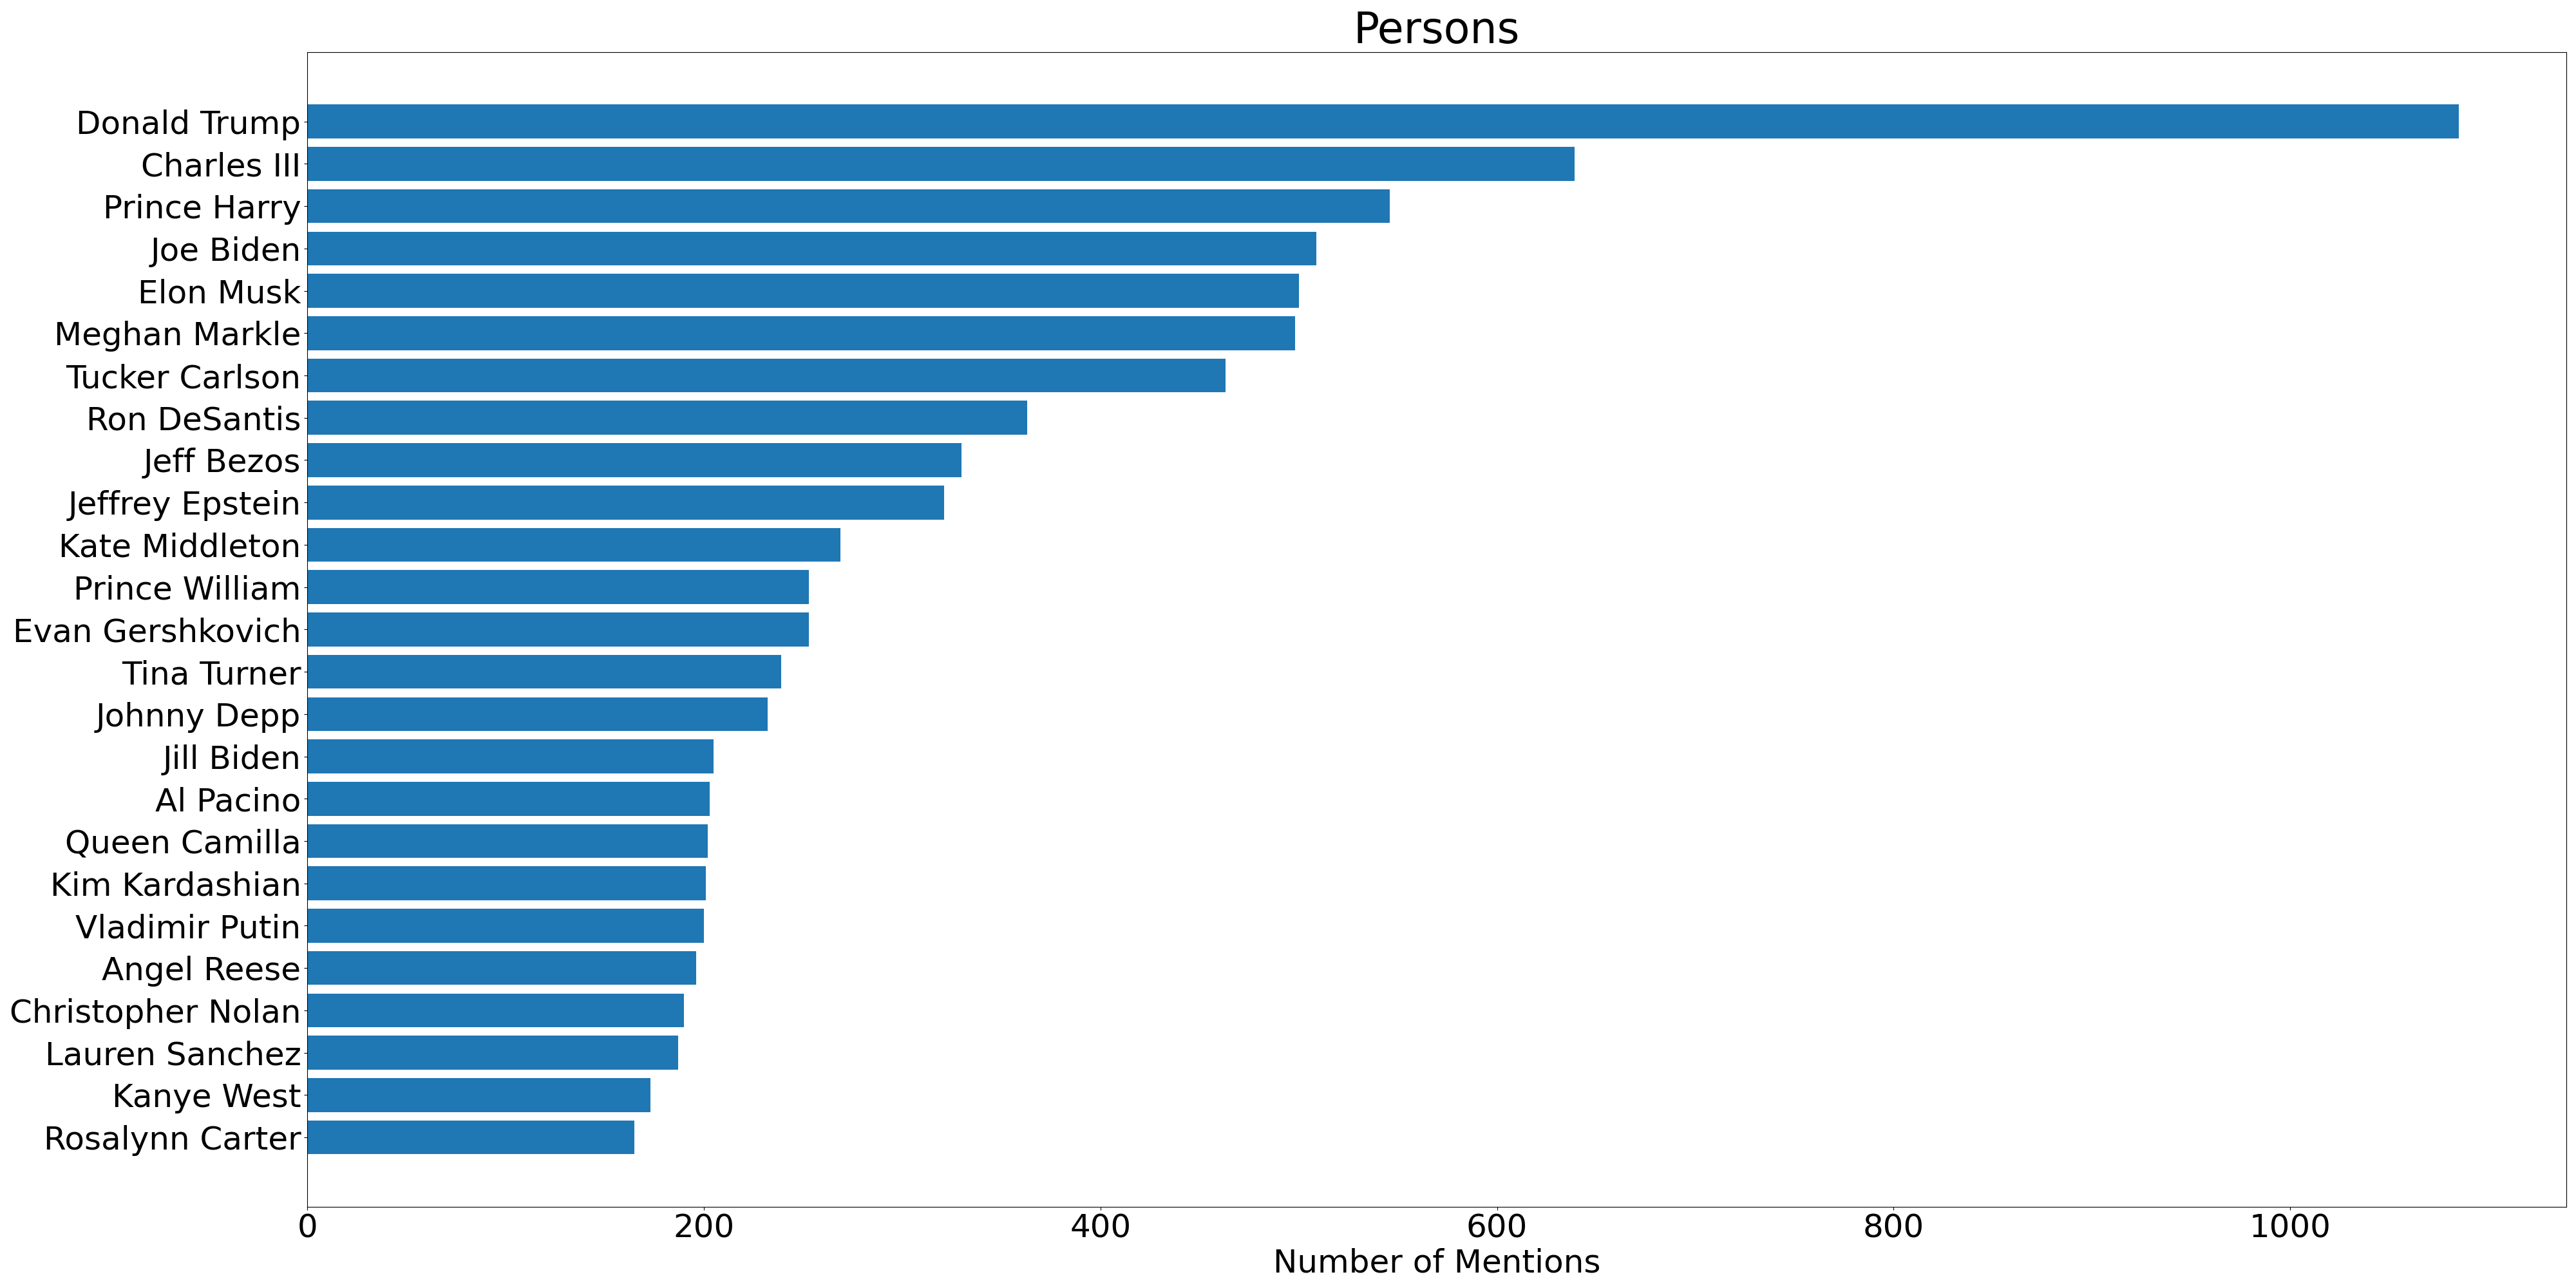 Persons
Donald Trump
Charles III
Prince Harry
Joe Biden
Elon Musk
Meghan Markle
Tucker Carlson
Ron DeSantis
Jeff Bezos
Jeffrey Epstein
Kate Middleton
Prince William
Evan Gershkovich
Tina Turner
Johnny Depp
Jill Biden
Al Pacino
Queen Camilla
Kim Kardashian
Vladimir Putin
Angel Reese
Christopher Nolan
Lauren Sanchez
Kanye West
Rosalynn Carter
0 200 400 600 800 1000
Number of Mentions